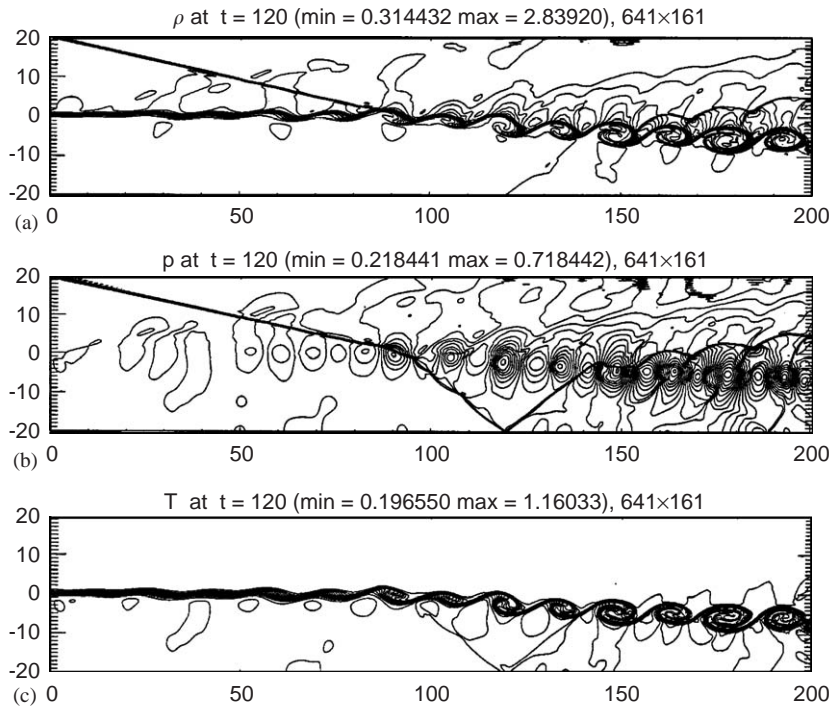 ρ at t = 120 (min = 0.314432 max = 2.83920), 641×161
20
10
0
-10
-20
(a)
0 50 100 150 200
p at t = 120 (min = 0.218441 max = 0.718442), 641×161
20
10
0
-10
-20
(b)
0 50 100 150 200
T at t = 120 (min = 0.196550 max = 1.16033), 641×161
20
10
0
-10
-20
(c)
0 50 100 150 200